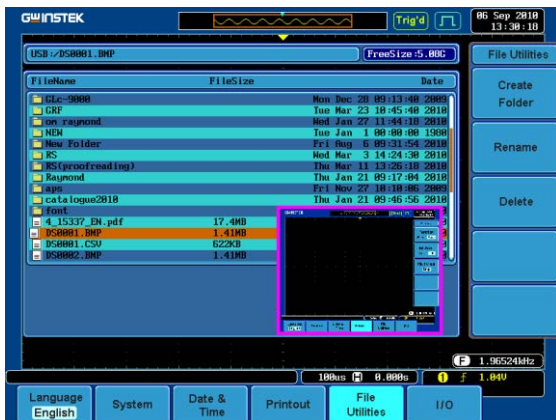 GWINSTEK
Trig'd
06 Sep 2010
13:30:18
USB:/DS0001.BMP
FreeSize:5.08G
File Utilities
FileName FileSize Date
GLc-9000 Mon Dec 28 09:13:40 2009
GRF Tue Mar 23 10:45:40 2010
om raymond Wed Jan 27 11:44:18 2010
NEW Tue Jan 1 00:00:00 1980
New Folder Fri Aug 6 09:31:54 2010
RS Wed Mar 3 14:24:30 2010
RS(proofreading) Thu Mar 11 13:26:18 2010
Raymond Thu Jan 21 09:17:04 2010
aps Fri Nov 27 10:10:06 2009
catalogue2010 Thu Jan 21 09:46:56 2010
font
4_15337_EN.pdf 17.4MB
DS0001.BMP 1.41MB
DS0001.CSV 622KB
DS0002.BMP 1.41MB
Create
Folder
Rename
Delete
F 1.96524kHz
100us H 0.000s
1 f 1.04V
Language
English
System
Date &
Time
Printout
File
Utilities
I/O